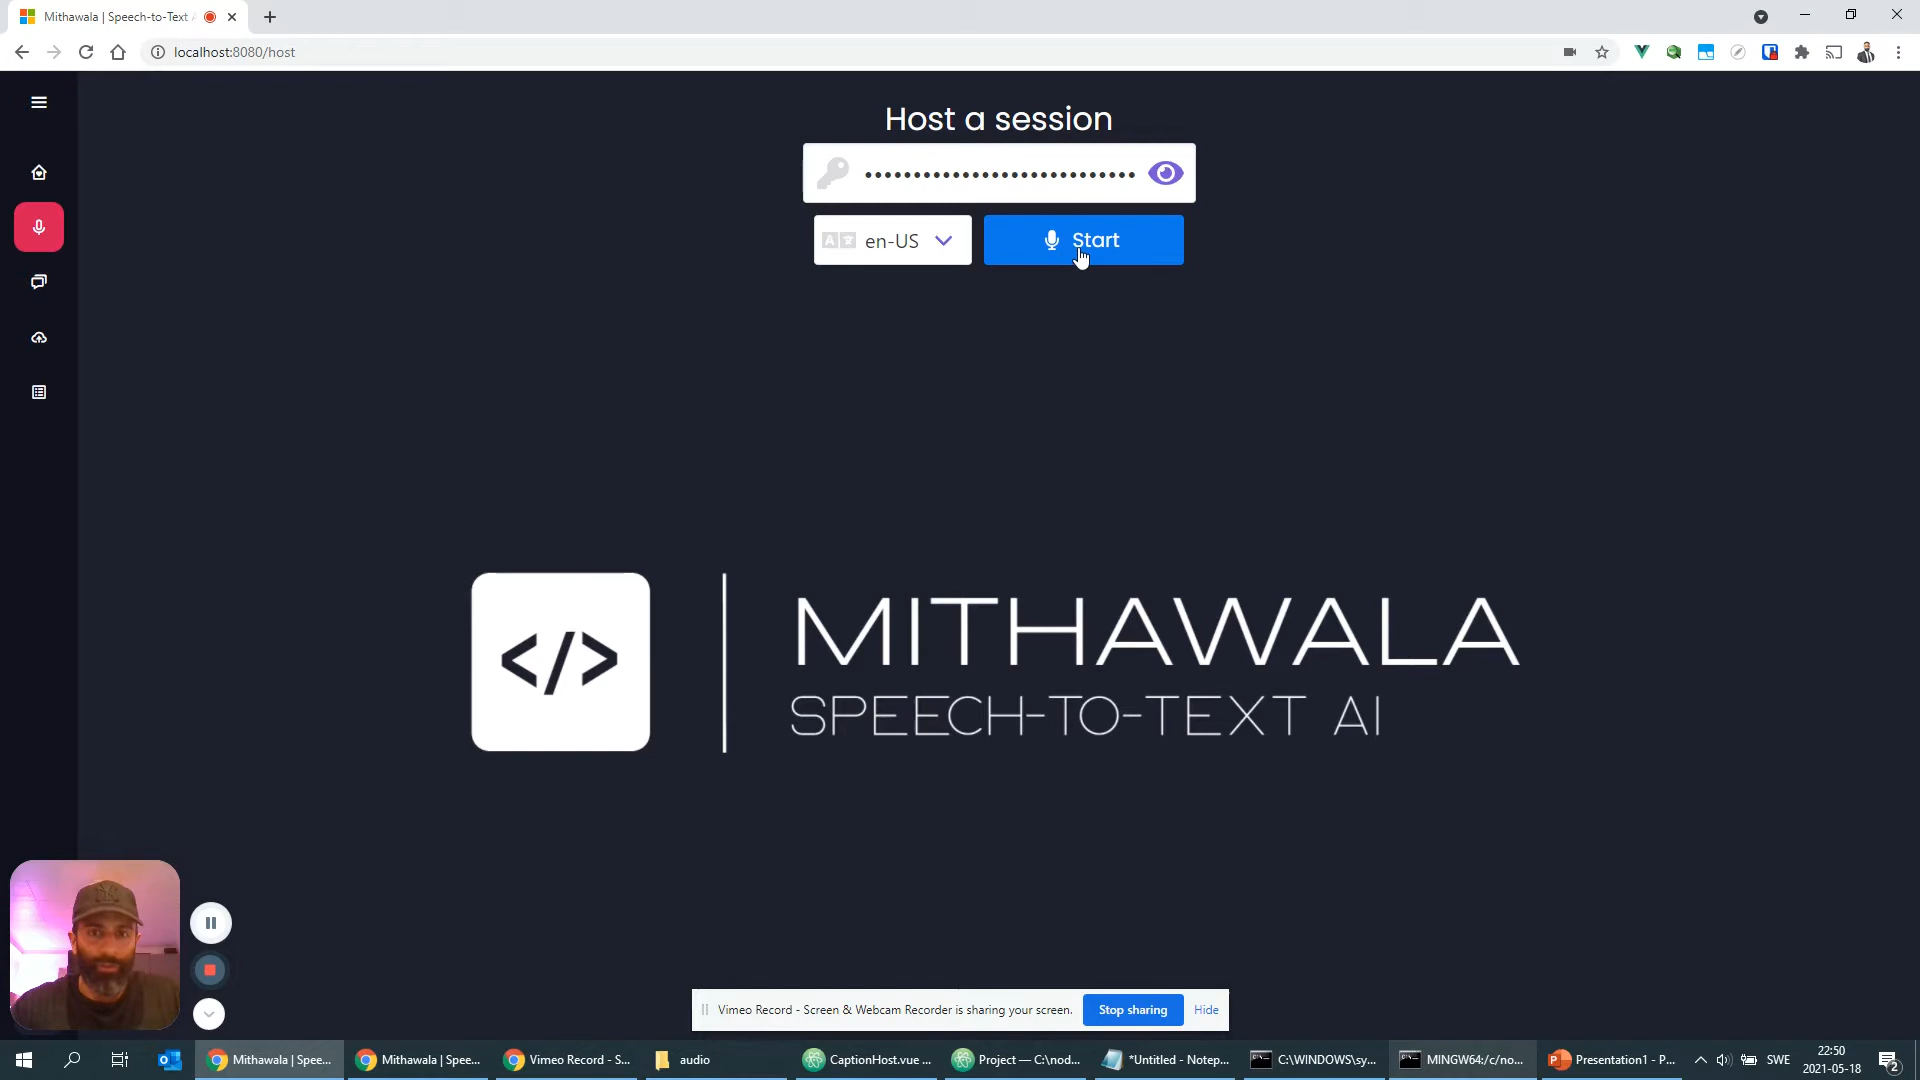 Mithawala | Speech-to-Text
localhost:8080/host
Host a session
••••••••••••••••••••••••••••
en-US
Start
</>
MITHAWALA
SPEECH-TO-TEXT AI
Vimeo Record - Screen & Webcam Recorder is sharing your screen.
Stop sharing
Hide
Mithawala | Spee...
Mithawala | Spee...
Vimeo Record - S...
audio
CaptionHost.vue ...
Project — C:\nod...
*Untitled - Notep...
C:\WINDOWS\sy...
MINGW64:/c/no...
Presentation1 - P...
SWE
22:50
2021-05-18
2